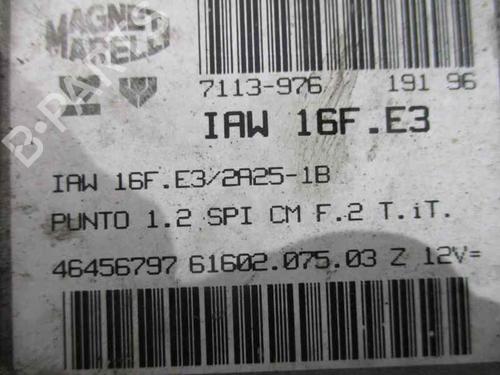 MAGNETI
MARELLI
7113-976 191 96
IAW 16F.E3
IAW 16F.E3/2A25-1B
PUNTO 1.2 SPI CM F.2 T.iT.
46456797 61602.075.03 Z 12V=
B-PARTS